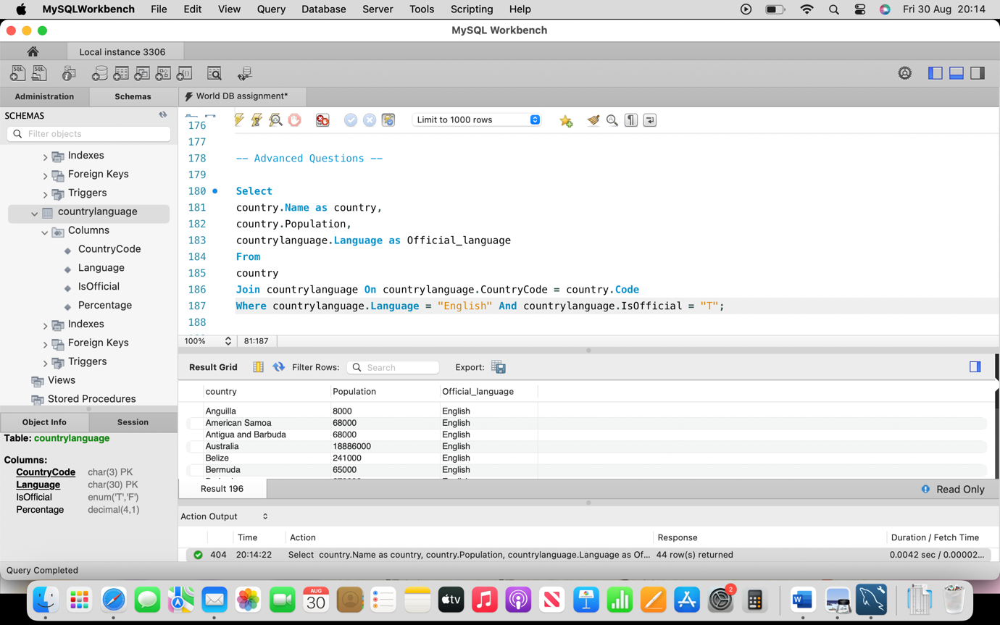 MySQLWorkbench File Edit View Query Database Server Tools Scripting Help Fri 30 Aug 20:14
MySQL Workbench
Local instance 3306
Administration Schemas World DB assignment*
SCHEMAS
Filter objects
Limit to 1000 rows
Indexes
Foreign Keys
Triggers
countrylanguage
Columns
CountryCode
Language
IsOfficial
Percentage
Indexes
Foreign Keys
Triggers
Views
Stored Procedures
176
177
178 -- Advanced Questions --
179
180 Select
181 country.Name as country,
182 country.Population,
183 countrylanguage.Language as Official_language
184 From
185 country
186 Join countrylanguage On countrylanguage.CountryCode = country.Code
187 Where countrylanguage.Language = "English" And countrylanguage.IsOfficial = "T";
188
100% 81:187
Result Grid Filter Rows: Search Export:
country Population Official_language
Anguilla 8000 English
American Samoa 68000 English
Antigua and Barbuda 68000 English
Australia 18886000 English
Belize 241000 English
Bermuda 65000 English
Result 196 Read Only
Object Info Session
Table: countrylanguage
Columns:
CountryCode char(3) PK
Language char(30) PK
IsOfficial enum('T','F')
Percentage decimal(4,1)
Action Output
Time Action Response Duration / Fetch Time
404 20:14:22 Select country.Name as country, country.Population, countrylanguage.Language as Of... 44 row(s) returned 0.0042 sec / 0.00002...
Query Completed
AUG
30
tv
2
W